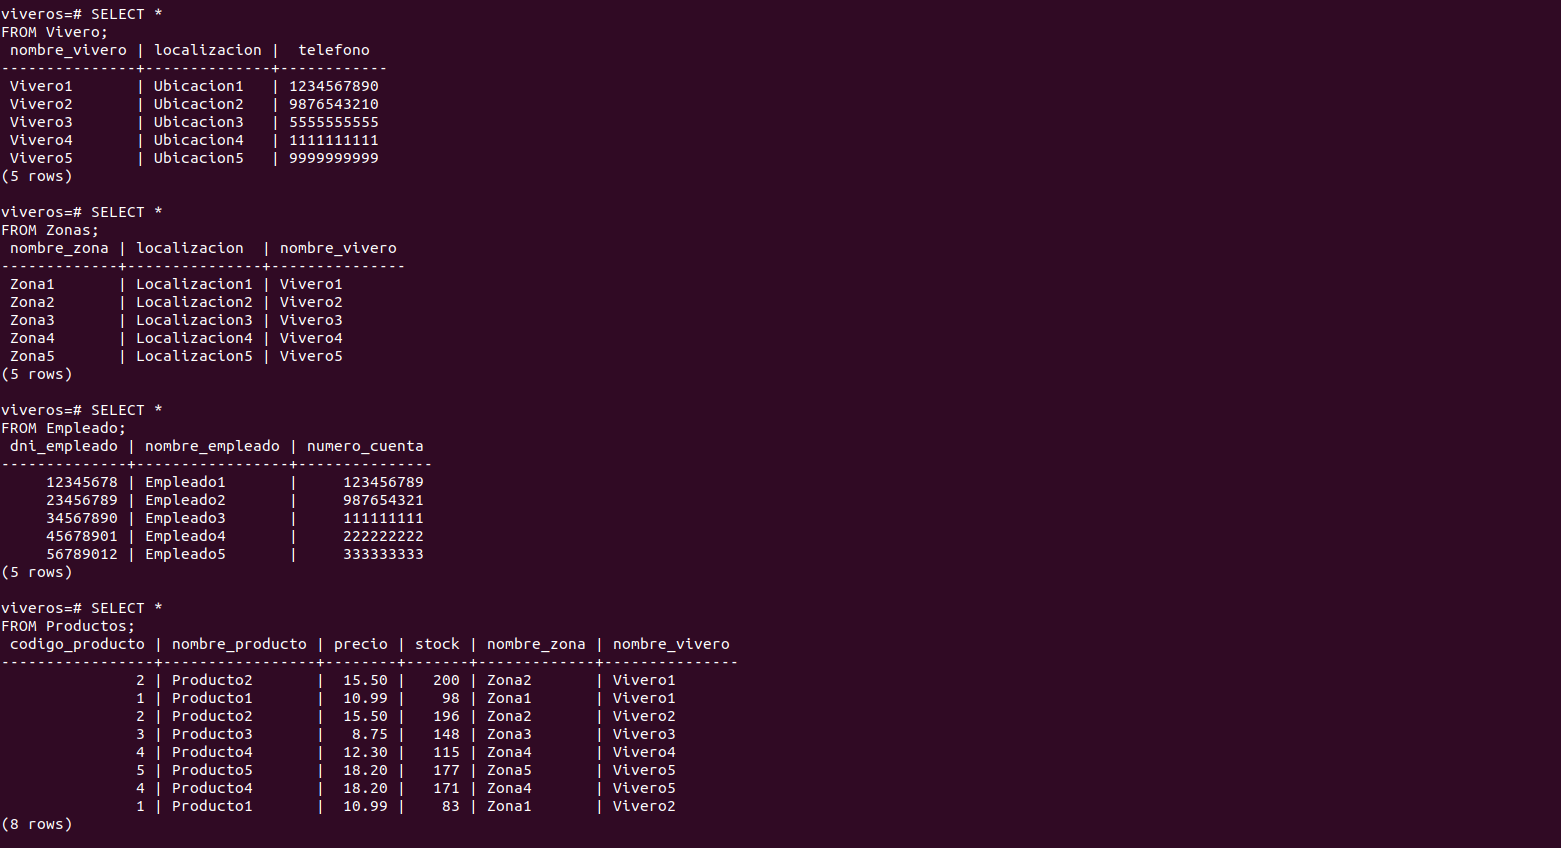 viveros=# SELECT *
FROM Vivero;
 nombre_vivero | localizacion |  telefono
---------------+--------------+------------
 Vivero1       | Ubicacion1   | 1234567890
 Vivero2       | Ubicacion2   | 9876543210
 Vivero3       | Ubicacion3   | 5555555555
 Vivero4       | Ubicacion4   | 1111111111
 Vivero5       | Ubicacion5   | 9999999999
(5 rows)

viveros=# SELECT *
FROM Zonas;
 nombre_zona | localizacion  | nombre_vivero
-------------+---------------+---------------
 Zona1       | Localizacion1 | Vivero1
 Zona2       | Localizacion2 | Vivero2
 Zona3       | Localizacion3 | Vivero3
 Zona4       | Localizacion4 | Vivero4
 Zona5       | Localizacion5 | Vivero5
(5 rows)

viveros=# SELECT *
FROM Empleado;
 dni_empleado | nombre_empleado | numero_cuenta
--------------+-----------------+---------------
     12345678 | Empleado1       |     123456789
     23456789 | Empleado2       |     987654321
     34567890 | Empleado3       |     111111111
     45678901 | Empleado4       |     222222222
     56789012 | Empleado5       |     333333333
(5 rows)

viveros=# SELECT *
FROM Productos;
 codigo_producto | nombre_producto | precio | stock | nombre_zona | nombre_vivero
-----------------+-----------------+--------+-------+-------------+---------------
               2 | Producto2       |  15.50 |   200 | Zona2       | Vivero1
               1 | Producto1       |  10.99 |    98 | Zona1       | Vivero1
               2 | Producto2       |  15.50 |   196 | Zona2       | Vivero2
               3 | Producto3       |   8.75 |   148 | Zona3       | Vivero3
               4 | Producto4       |  12.30 |   115 | Zona4       | Vivero4
               5 | Producto5       |  18.20 |   177 | Zona5       | Vivero5
               4 | Producto4       |  18.20 |   171 | Zona4       | Vivero5
               1 | Producto1       |  10.99 |    83 | Zona1       | Vivero2
(8 rows)